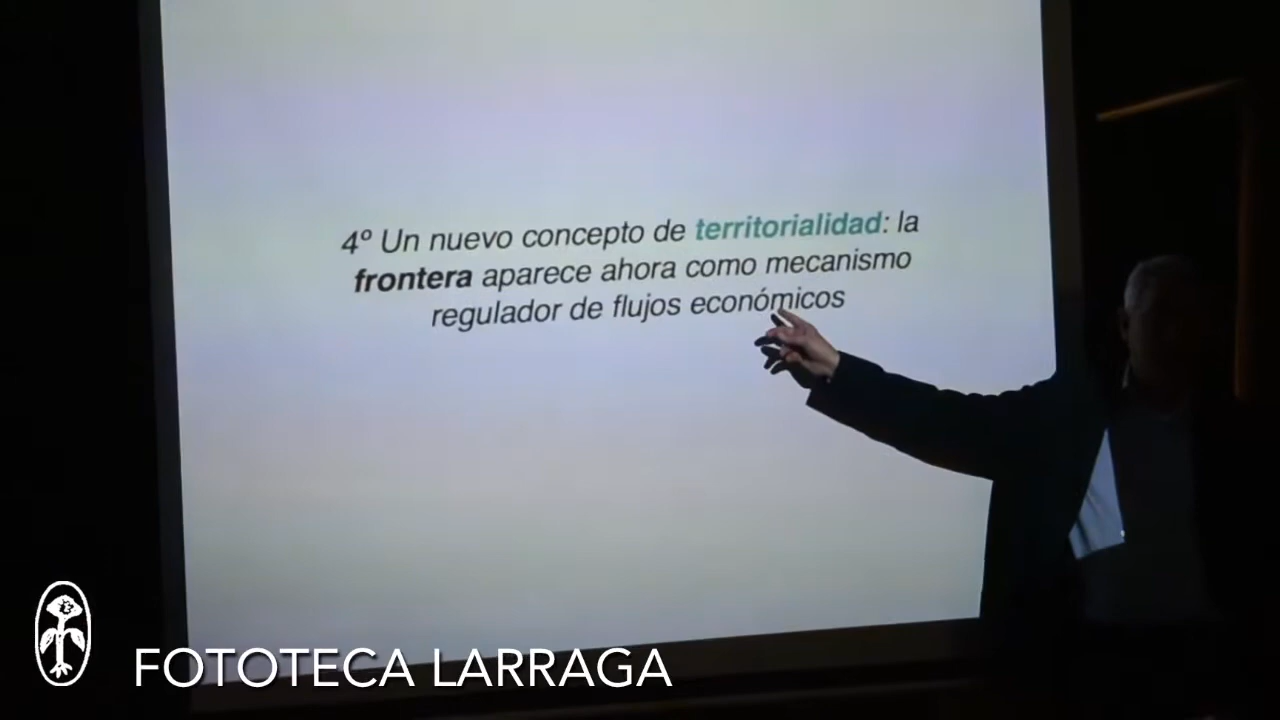 4º Un nuevo concepto de territorialidad: la
frontera aparece ahora como mecanismo
regulador de flujos económicos
FOTOTECA LARRAGA